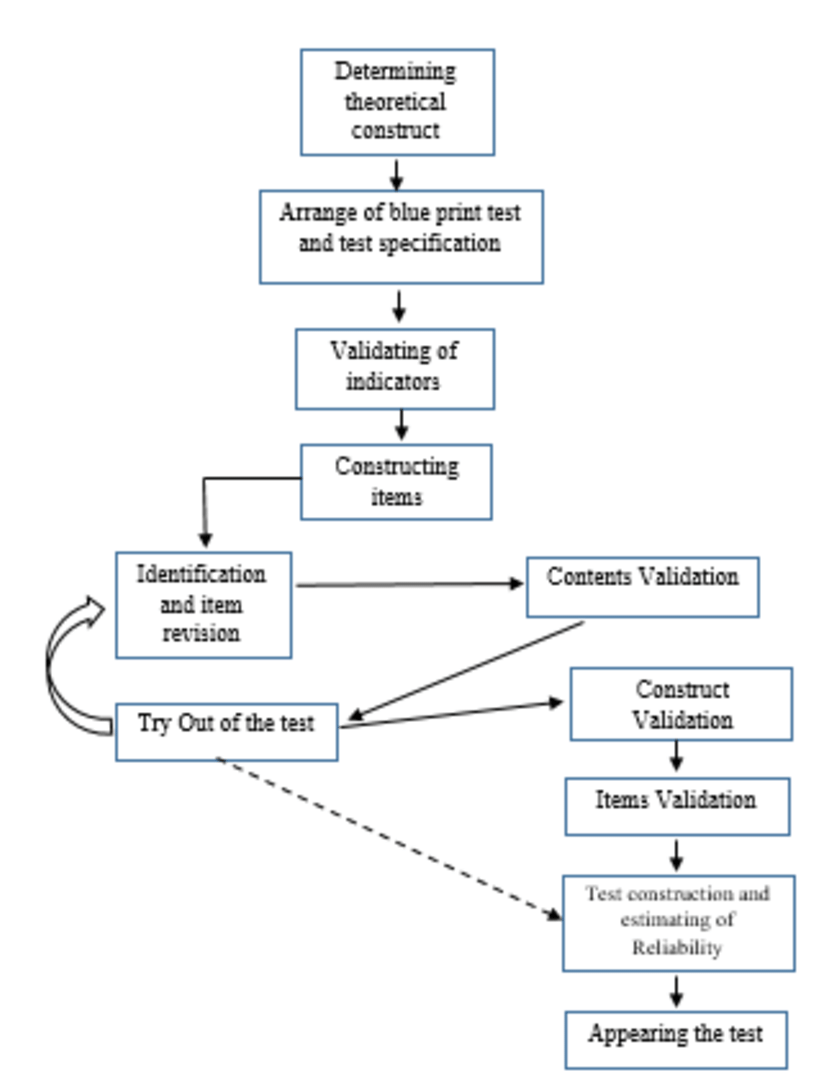 Determining
theoretical
construct
Arrange of blue print test
and test specification
Validating of
indicators
Constructing
items
Identification
and item
revision
Contents Validation
Try Out of the test
Construct
Validation
Items Validation
Test construction and
estimating of
Reliability
Appearing the test